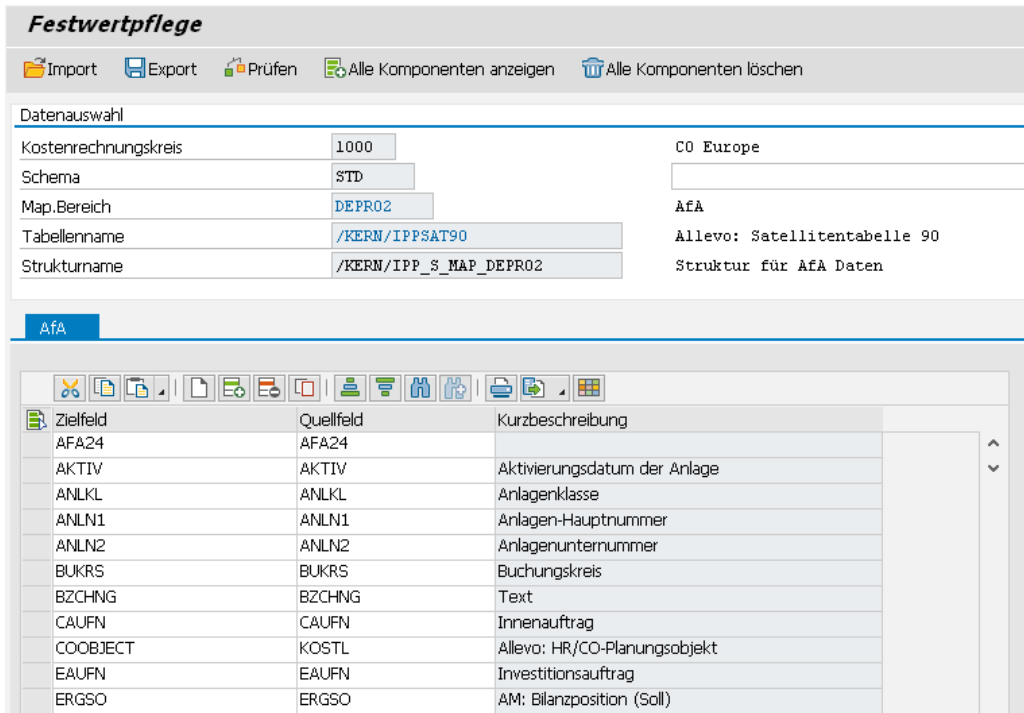 Festwertpflege
Import Export Prüfen Alle Komponenten anzeigen Alle Komponenten löschen
Datenauswahl
Kostenrechnungskreis 1000 CO Europe
Schema STD
Map.Bereich DEPR02 AfA
Tabellenname /KERN/IPPSAT90 Allevo: Satellitentabelle 90
Strukturname /KERN/IPP_S_MAP_DEPR02 Struktur für AfA Daten
AfA
Zielfeld Quellfeld Kurzbeschreibung
AFA24 AFA24
AKTIV AKTIV Aktivierungsdatum der Anlage
ANLKL ANLKL Anlagenklasse
ANLN1 ANLN1 Anlagen-Hauptnummer
ANLN2 ANLN2 Anlagenunternummer
BUKRS BUKRS Buchungskreis
BZCHNG BZCHNG Text
CAUFN CAUFN Innenauftrag
COOBJECT KOSTL Allevo: HR/CO-Planungsobjekt
EAUFN EAUFN Investitionsauftrag
ERGSO ERGSO AM: Bilanzposition (Soll)